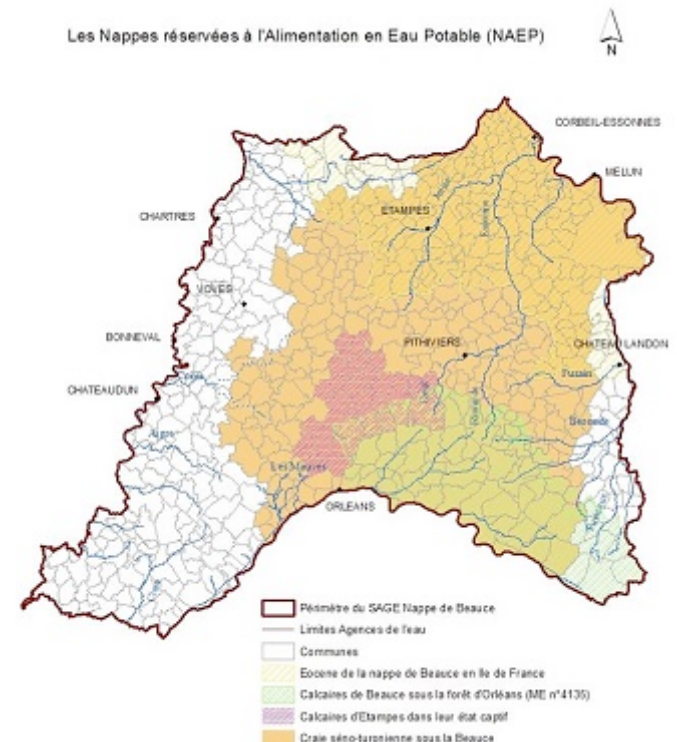 Les Nappes réservées à l'Alimentation en Eau Potable (NAEP)
N
CORBEIL-ESSONNES
MELUN
CHARTRES
ETAMPES
VOVES
BONNEVAL
PITHIVIERS
CHATEAU LANDON
CHATEAUDUN
Fusain
Les Mauves
ORLEANS
Périmètre du SAGE Nappe de Beauce
Limites Agences de l'eau
Communes
Eocene de la nappe de Beauce en Ile de France
Calcaires de Beauce sous la forêt d'Orléans (ME n°4135)
Calcaires d'Etampes dans leur état captif
Craie séno-turonienne sous la Beauce